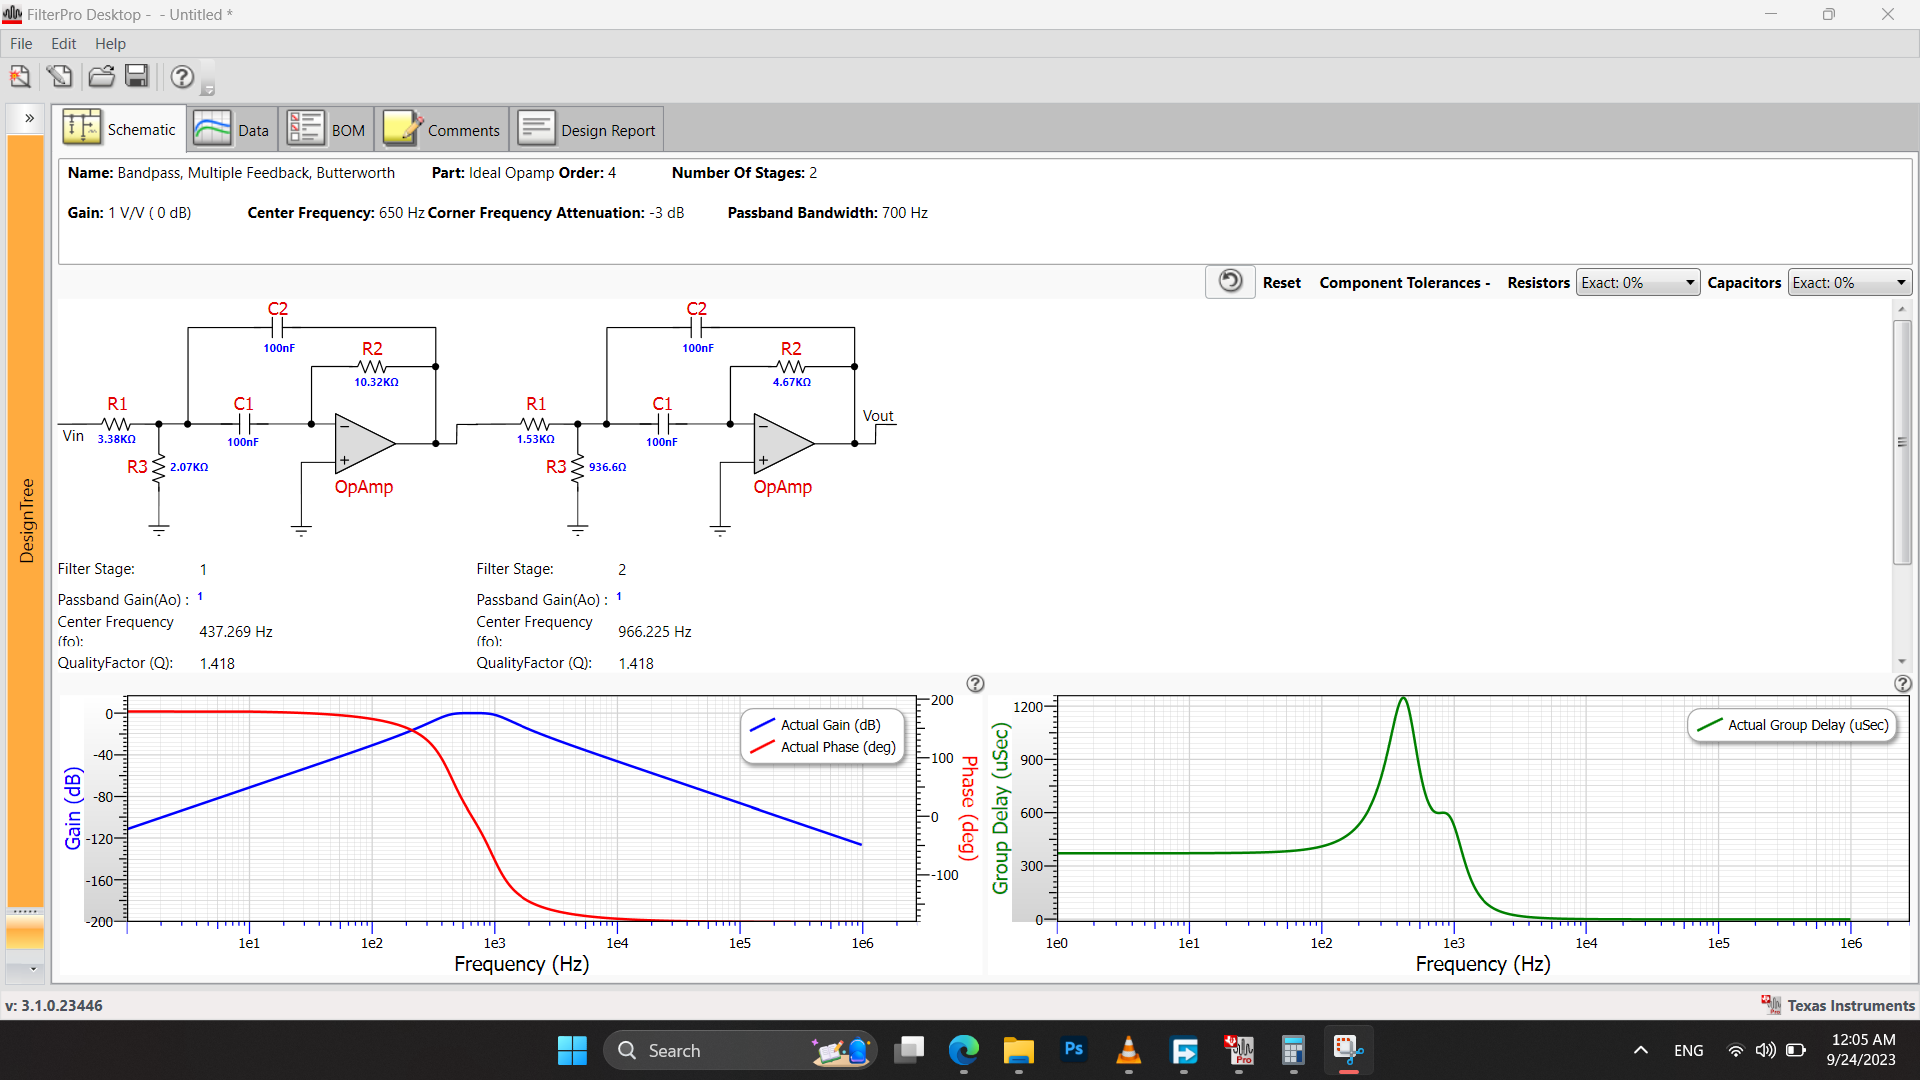 FilterPro Desktop -  - Untitled *
File Edit Help
» Schematic Data BOM Comments Design Report
DesignTree
Name: Bandpass, Multiple Feedback, Butterworth Part: Ideal Opamp Order: 4 Number Of Stages: 2
Gain: 1 V/V ( 0 dB) Center Frequency: 650 Hz Corner Frequency Attenuation: -3 dB Passband Bandwidth: 700 Hz
Reset Component Tolerances - Resistors Exact: 0% Capacitors Exact: 0%
C2 C2
100nF 100nF
R2 R2
10.32KΩ 4.67KΩ
R1 C1 R1 C1
Vout
Vin 3.38KΩ 100nF 1.53KΩ 100nF
R3 2.07KΩ R3 936.6Ω
OpAmp OpAmp
Filter Stage: 1 Filter Stage: 2
Passband Gain(Ao) : 1 Passband Gain(Ao) : 1
Center Frequency Center Frequency
(fo): 437.269 Hz (fo): 966.225 Hz
QualityFactor (Q): 1.418 QualityFactor (Q): 1.418
Gain (dB)
0
-40
-80
-120
-160
-200
Actual Gain (dB)
Actual Phase (deg)
200
100
0
-100
Phase (deg)
1e1 1e2 1e3 1e4 1e5 1e6
Frequency (Hz)
Group Delay (uSec)
1200
900
600
300
0
Actual Group Delay (uSec)
1e0 1e1 1e2 1e3 1e4 1e5 1e6
Frequency (Hz)
v: 3.1.0.23446 Texas Instruments
Search Ps Pro ENG 12:05 AM
9/24/2023